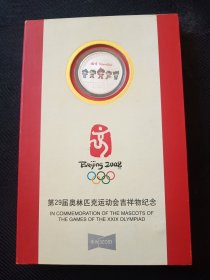 Beijing 2008
第29届奥林匹克运动会吉祥物纪念
IN COMMEMORATION OF THE MASCOTS OF
THE GAMES OF THE XXIX OLYMPIAD